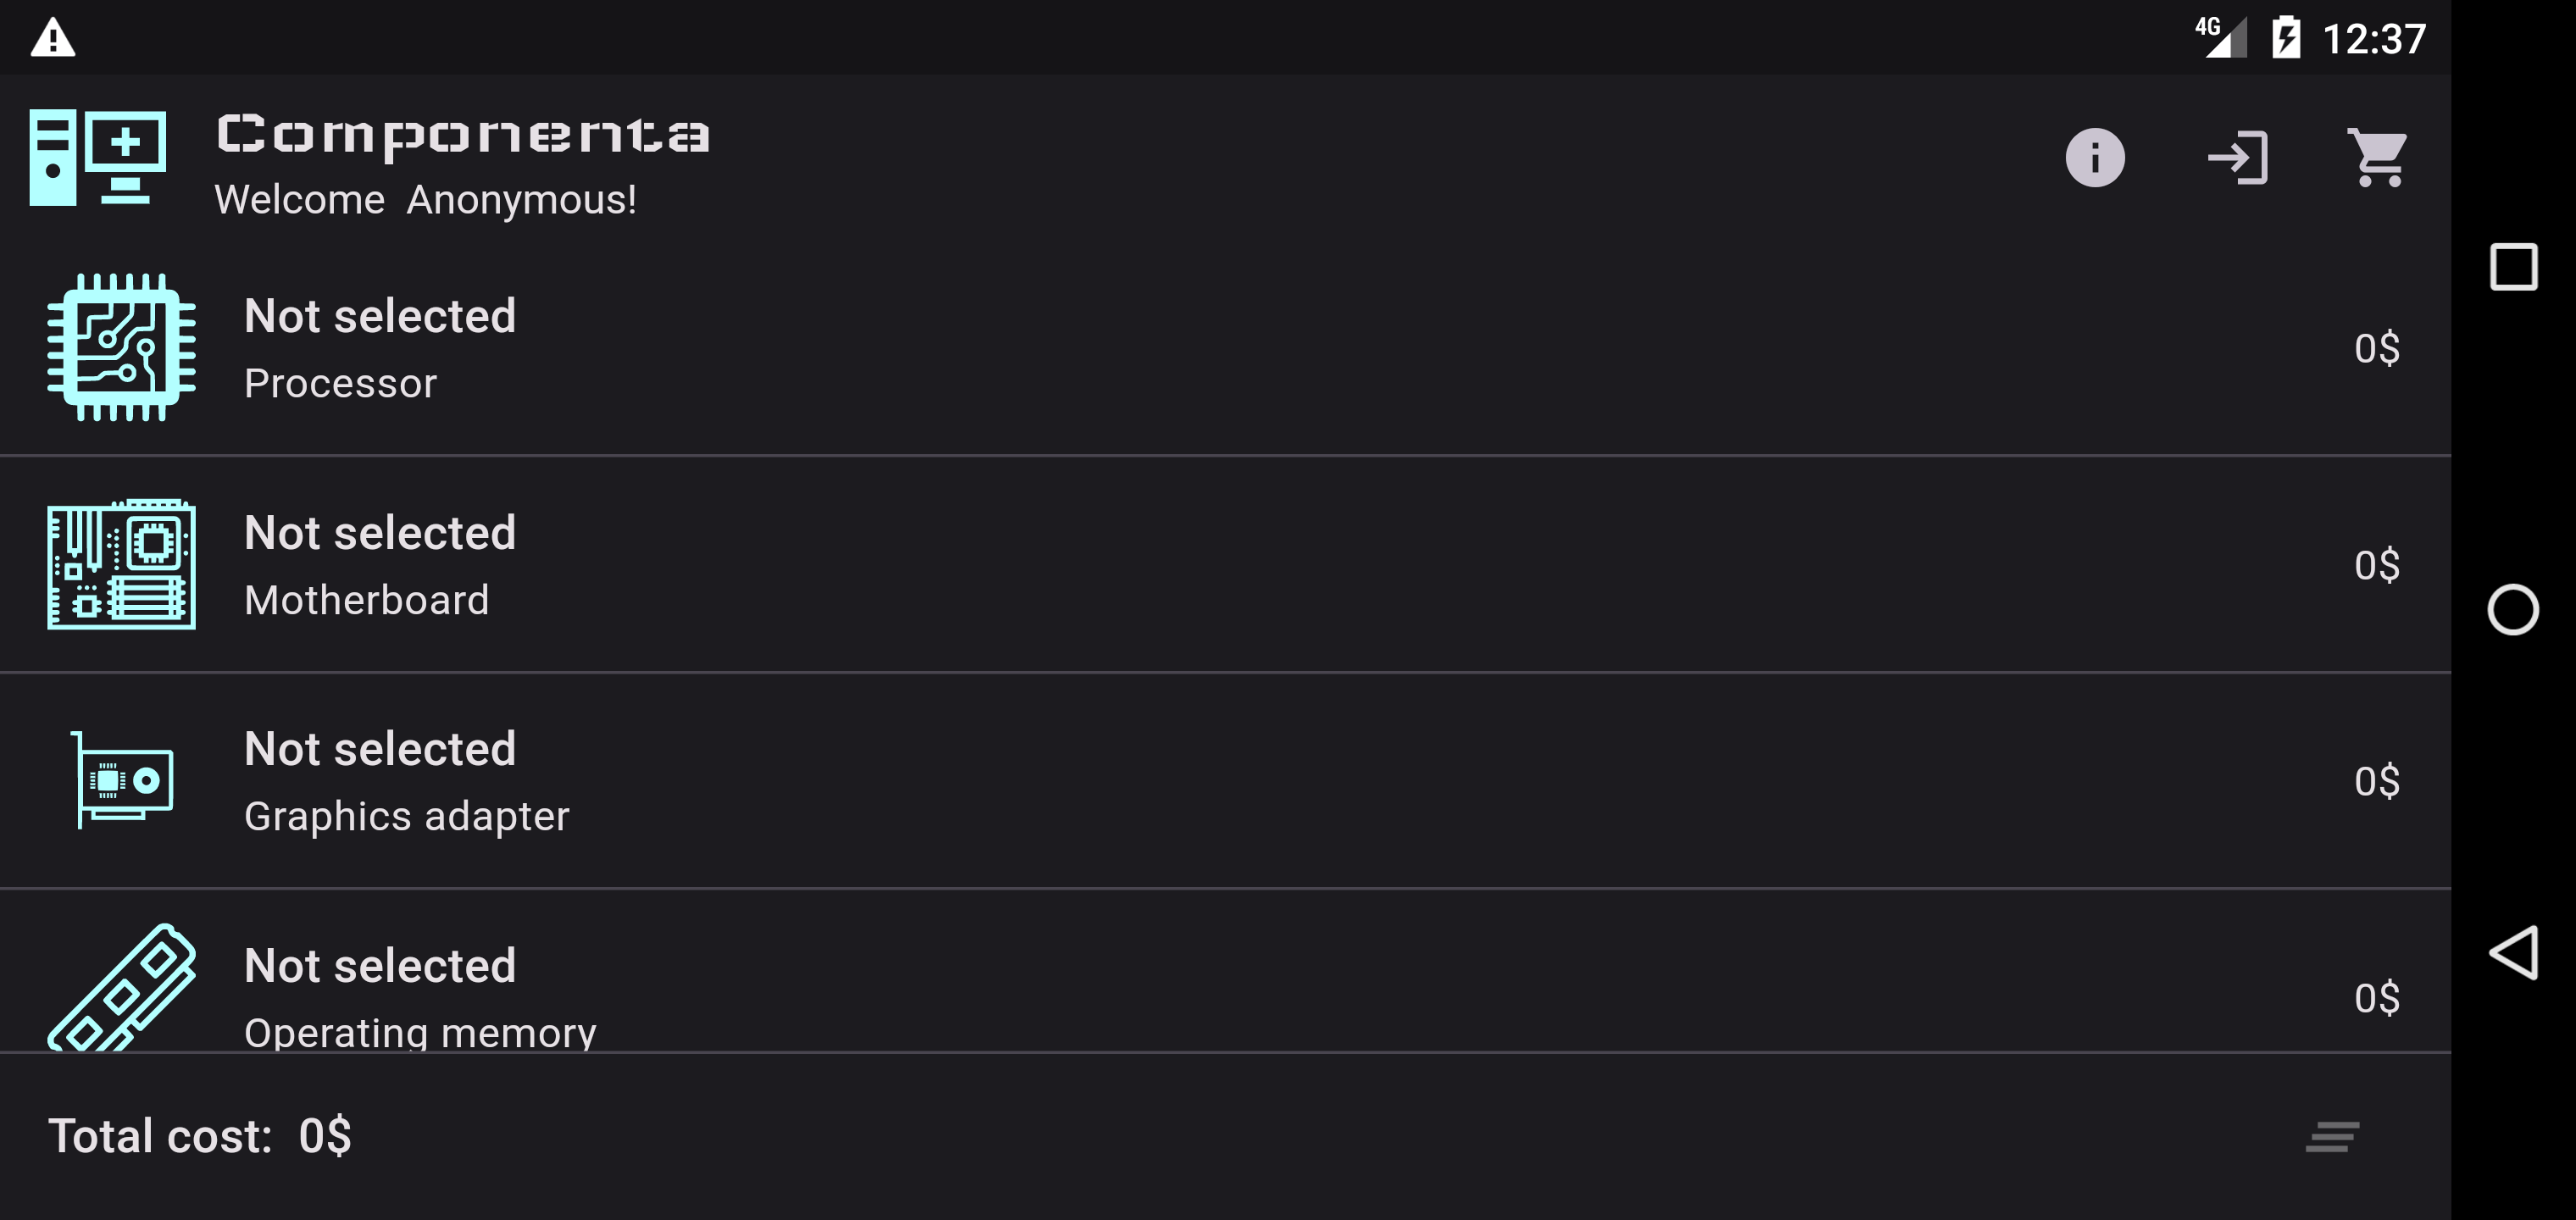 4G 12:37
Componenta
Welcome Anonymous!
Not selected
Processor
0$
Not selected
Motherboard
0$
Not selected
Graphics adapter
0$
Not selected
Operating memory
0$
Total cost: 0$